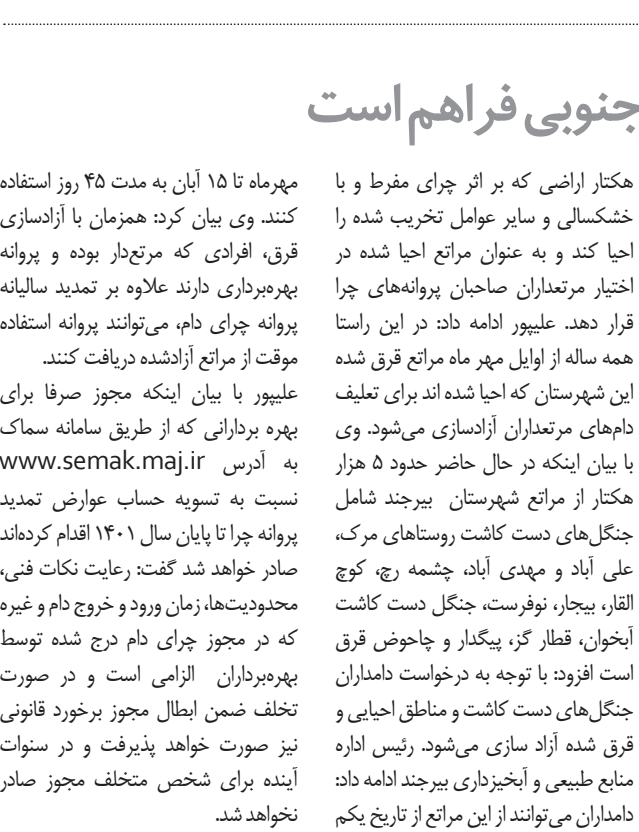 جنوبی فراهم است
هکتار اراضی که بر اثر چرای مفرط و با
خشکسالی و سایر عوامل تخریب شده را
احیا کند و به عنوان مراتع احیا شده در
اختیار مرتعداران صاحبان پروانه‌های چرا
قرار دهد. علیپور ادامه داد: در این راستا
همه ساله از اوایل مهر ماه مراتع قرق شده
این شهرستان که احیا شده اند برای تعلیف
دام‌های مرتعداران آزادسازی می‌شود. وی
با بیان اینکه در حال حاضر حدود ۵ هزار
هکتار از مراتع شهرستان بیرجند شامل
جنگل‌های دست کاشت روستاهای مرک،
علی آباد و مهدی آباد، چشمه رچ، کوچ
القار، بیجار، نوفرست، جنگل دست کاشت
آبخوان، قطار گز، پیگدار و چاحوض قرق
است افزود: با توجه به درخواست دامداران
جنگل‌های دست کاشت و مناطق احیایی و
قرق شده آزاد سازی می‌شود. رئیس اداره
منابع طبیعی و آبخیزداری بیرجند ادامه داد:
دامداران می‌توانند از این مراتع از تاریخ یکم
مهرماه تا ۱۵ آبان به مدت ۴۵ روز استفاده
کنند. وی بیان کرد: همزمان با آزادسازی
قرق، افرادی که مرتع‌دار بوده و پروانه
بهره‌برداری دارند علاوه بر تمدید سالیانه
پروانه چرای دام، می‌توانند پروانه استفاده
موقت از مراتع آزادشده دریافت کنند.
علیپور با بیان اینکه مجوز صرفا برای
بهره بردارانی که از طریق سامانه سماک
به آدرس www.semak.maj.ir
نسبت به تسویه حساب عوارض تمدید
پروانه چرا تا پایان سال ۱۴۰۱ اقدام کرده‌اند
صادر خواهد شد گفت: رعایت نکات فنی،
محدودیت‌ها، زمان ورود و خروج دام و غیره
که در مجوز چرای دام درج شده توسط
بهره‌برداران الزامی است و در صورت
تخلف ضمن ابطال مجوز برخورد قانونی
نیز صورت خواهد پذیرفت و در سنوات
آینده برای شخص متخلف مجوز صادر
نخواهد شد.